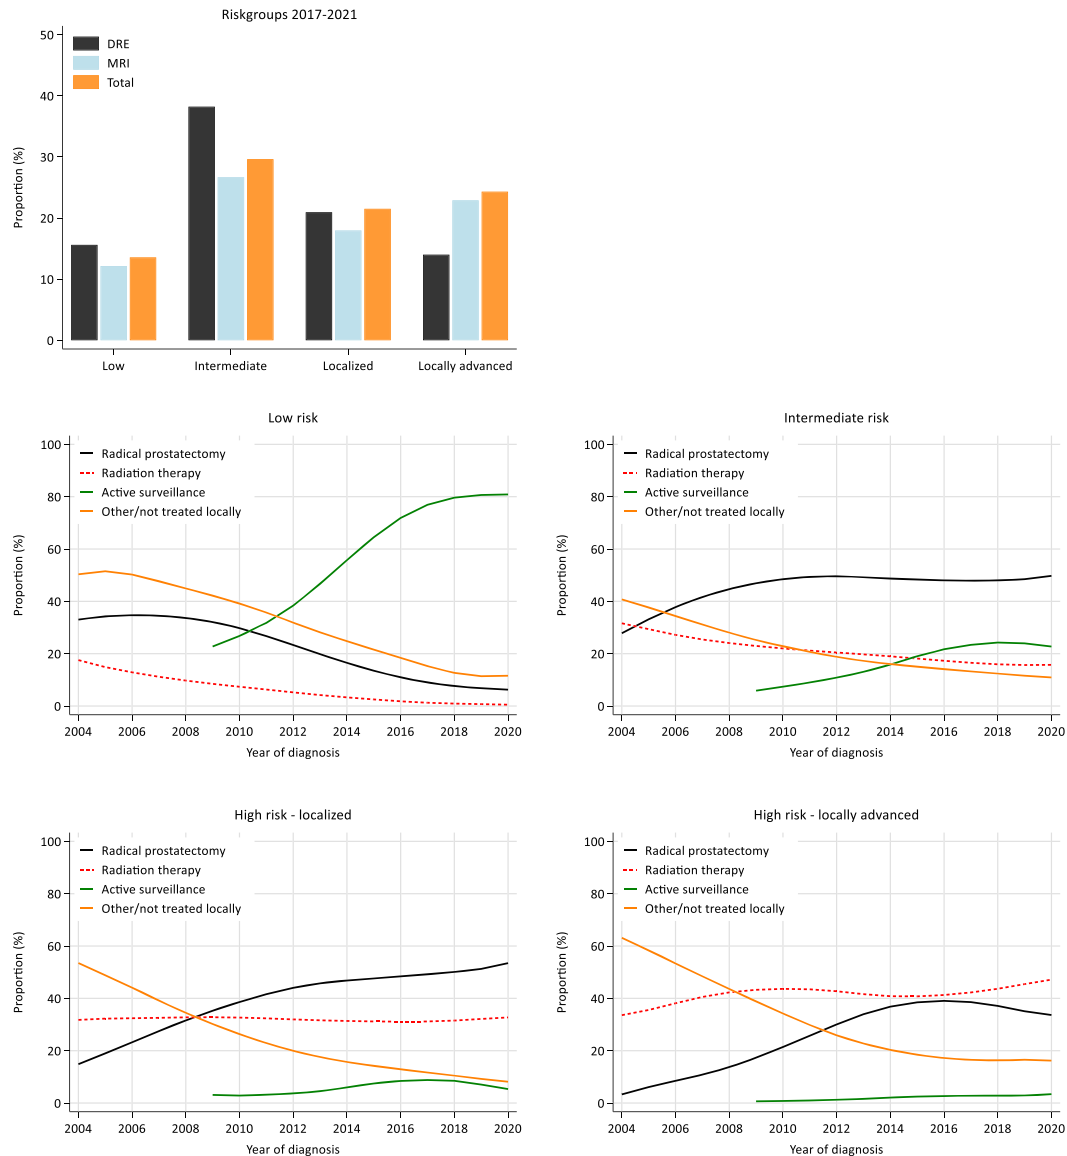 Riskgroups 2017-2021
50
40
30
20
10
0
Proportion (%)
DRE
MRI
Total
Low Intermediate Localized Locally advanced
Low risk
100
80
60
40
20
0
Proportion (%)
Radical prostatectomy
Radiation therapy
Active surveillance
Other/not treated locally
2004 2006 2008 2010 2012 2014 2016 2018 2020
Year of diagnosis
Intermediate risk
100
80
60
40
20
0
Proportion (%)
Radical prostatectomy
Radiation therapy
Active surveillance
Other/not treated locally
2004 2006 2008 2010 2012 2014 2016 2018 2020
Year of diagnosis
High risk - localized
100
80
60
40
20
0
Proportion (%)
Radical prostatectomy
Radiation therapy
Active surveillance
Other/not treated locally
2004 2006 2008 2010 2012 2014 2016 2018 2020
Year of diagnosis
High risk - locally advanced
100
80
60
40
20
0
Proportion (%)
Radical prostatectomy
Radiation therapy
Active surveillance
Other/not treated locally
2004 2006 2008 2010 2012 2014 2016 2018 2020
Year of diagnosis